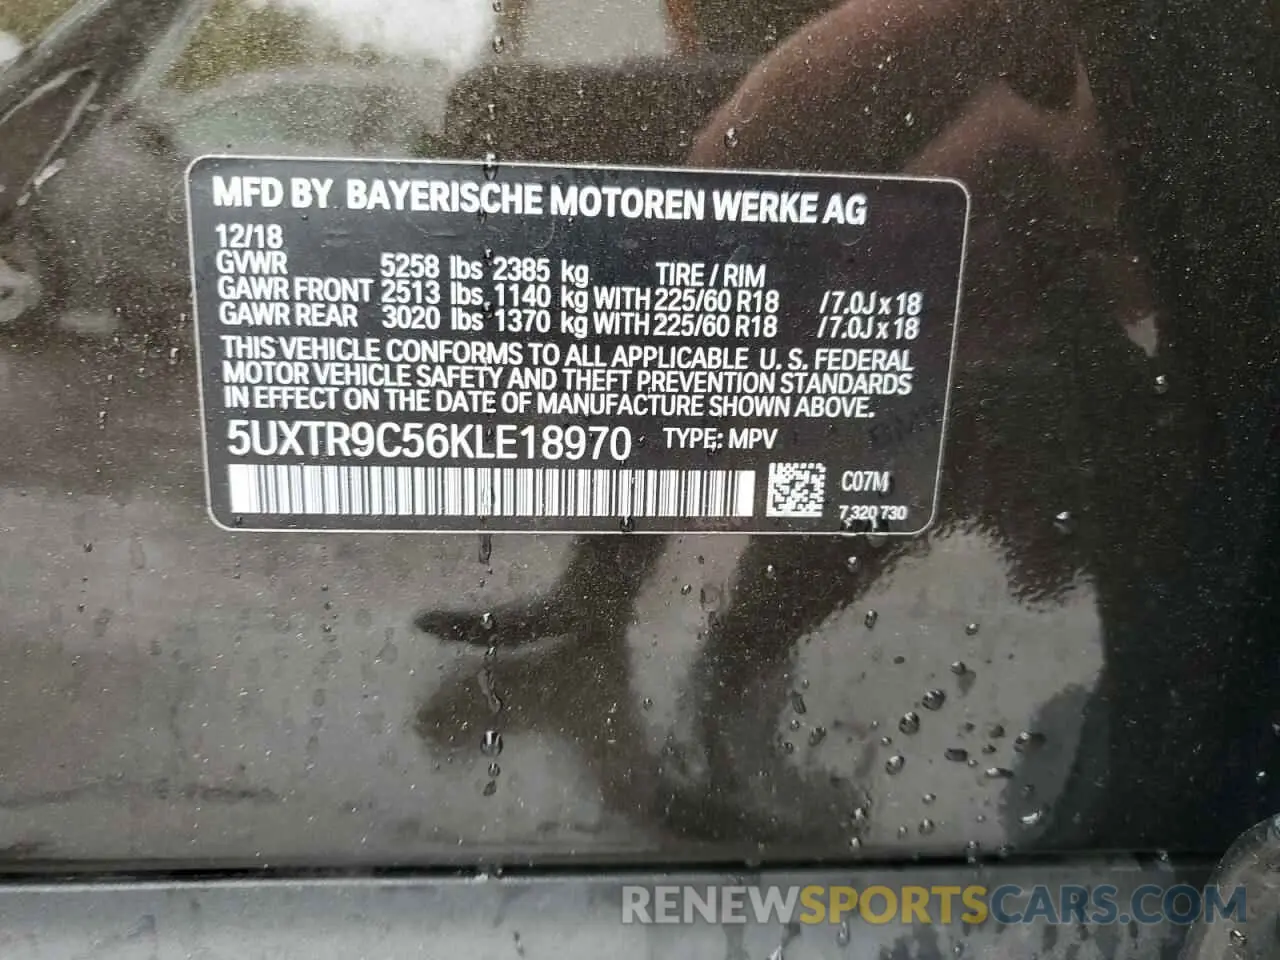 MFD BY BAYERISCHE MOTOREN WERKE AG
12/18
GVWR 5258 lbs 2385 kg TIRE / RIM
GAWR FRONT 2513 lbs 1140 kg WITH 225/60 R18 /7.0J x 18
GAWR REAR 3020 lbs 1370 kg WITH 225/60 R18 /7.0J x 18
THIS VEHICLE CONFORMS TO ALL APPLICABLE U. S. FEDERAL
MOTOR VEHICLE SAFETY AND THEFT PREVENTION STANDARDS
IN EFFECT ON THE DATE OF MANUFACTURE SHOWN ABOVE.
5UXTR9C56KLE18970 TYPE: MPV
C07M
7 320 730
RENEWSPORTSCARS.COM